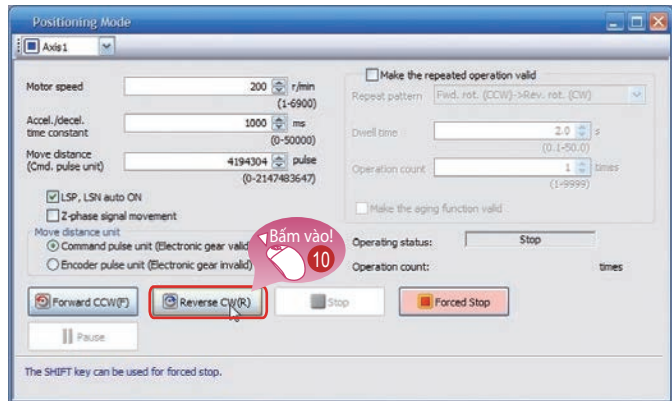 Positioning Mode
Axis1
Motor speed 200 r/min
(1-6900)
Accel./decel. time constant 1000 ms
(0-50000)
Move distance (Cmd. pulse unit) 4194304 pulse
(0-2147483647)
LSP, LSN auto ON
Z-phase signal movement
Move distance unit
Command pulse unit (Electronic gear valid)
Encoder pulse unit (Electronic gear invalid)
Make the repeated operation valid
Repeat pattern Fwd. rot. (CCW)->Rev. rot. (CW)
Dwell time 2.0 s
(0.1-50.0)
Operation count 1 times
(1-9999)
Make the aging function valid
Operating status: Stop
Operation count: times
Bấm vào!
10
Forward CCW(F) Reverse CW(R) Stop Forced Stop
Pause
The SHIFT key can be used for forced stop.